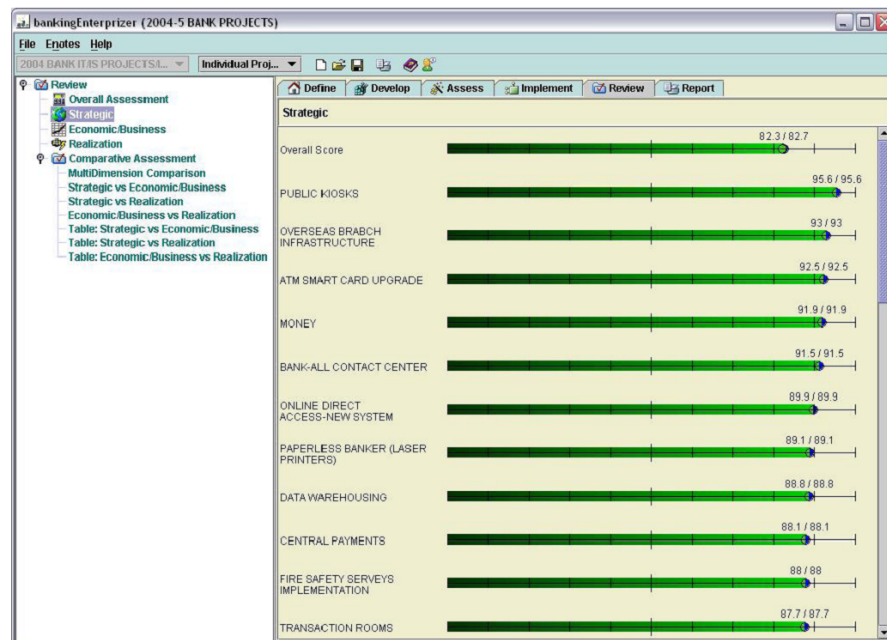 bankingEnterprizer (2004-5 BANK PROJECTS)
File Enotes Help
2004 BANK IT/IS PROJECTS/I... Individual Proj...
Define Develop Assess Implement Review Report
Review
Overall Assessment
Strategic
Economic/Business
Realization
Comparative Assessment
MultiDimension Comparison
Strategic vs Economic/Business
Strategic vs Realization
Economic/Business vs Realization
Table: Strategic vs Economic/Business
Table: Strategic vs Realization
Table: Economic/Business vs Realization
Strategic
Overall Score 82.3 / 82.7
PUBLIC KIOSKS 95.6 / 95.6
OVERSEAS BRABCH
INFRASTRUCTURE 93 / 93
ATM SMART CARD UPGRADE 92.5 / 92.5
MONEY 91.9 / 91.9
BANK-ALL CONTACT CENTER 91.5 / 91.5
ONLINE DIRECT
ACCESS-NEW SYSTEM 89.9 / 89.9
PAPERLESS BANKER (LASER
PRINTERS) 89.1 / 89.1
DATA WAREHOUSING 88.8 / 88.8
CENTRAL PAYMENTS 88.1 / 88.1
FIRE SAFETY SERVEYS
IMPLEMENTATION 88 / 88
TRANSACTION ROOMS 87.7 / 87.7